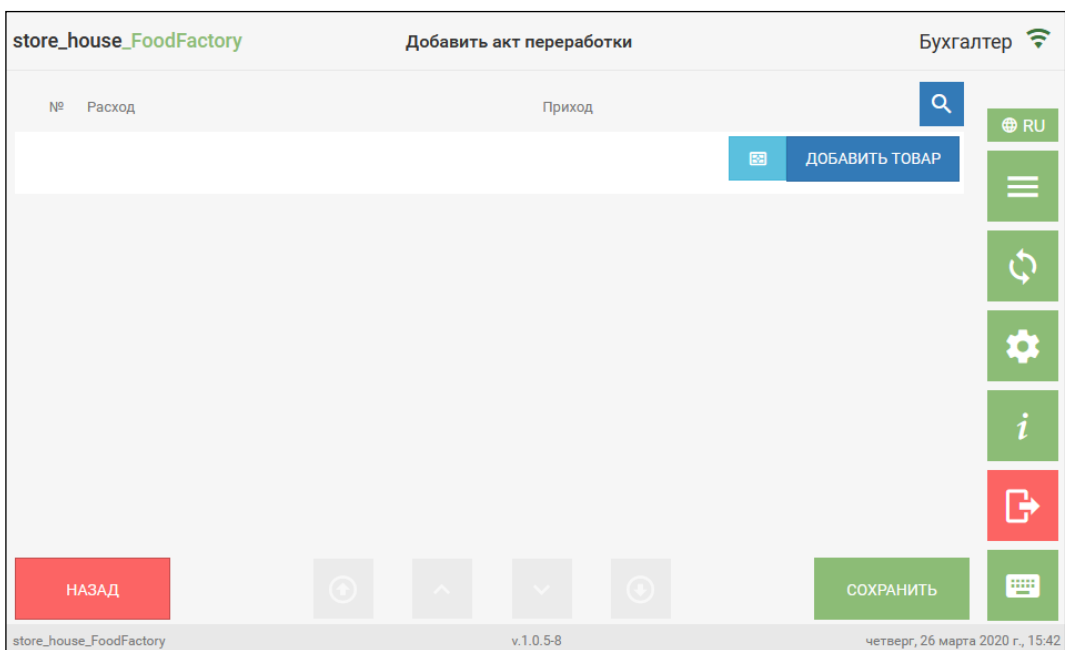 store_house_FoodFactory Добавить акт переработки Бухгалтер
№ Расход Приход
RU
ДОБАВИТЬ ТОВАР
i
НАЗАД СОХРАНИТЬ
store_house_FoodFactory v.1.0.5-8 четверг, 26 марта 2020 г., 15:42